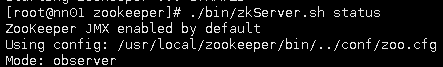 [root@nn01 zookeeper]# ./bin/zkServer.sh status
ZooKeeper JMX enabled by default
Using config: /usr/local/zookeeper/bin/../conf/zoo.cfg
Mode: observer